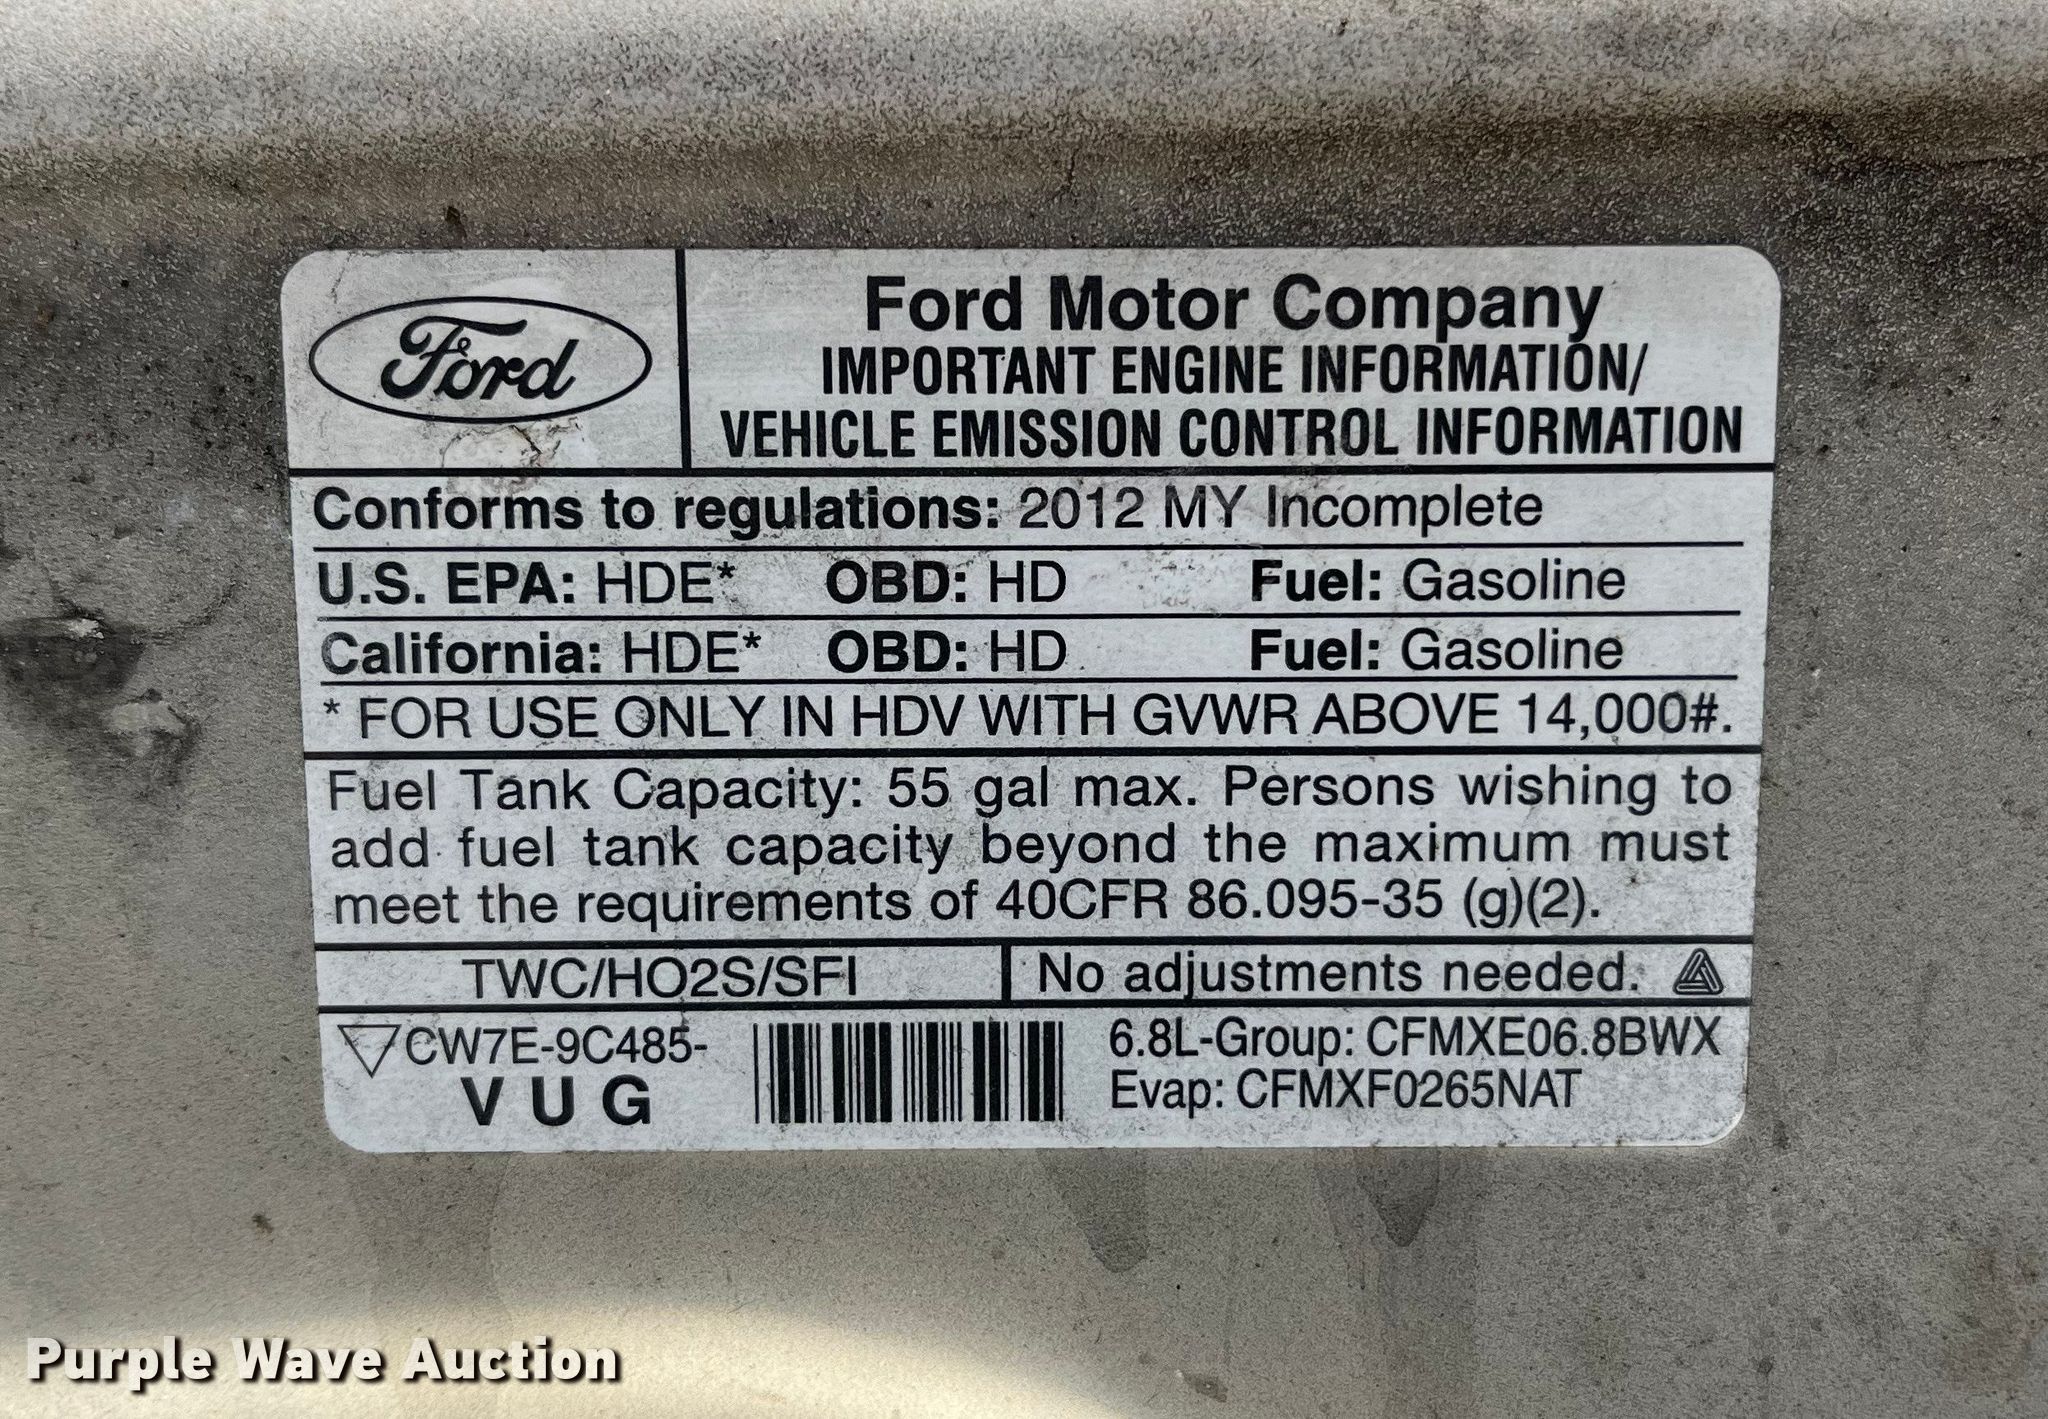 Ford
Ford Motor Company
IMPORTANT ENGINE INFORMATION/
VEHICLE EMISSION CONTROL INFORMATION
Conforms to regulations: 2012 MY Incomplete
U.S. EPA: HDE* OBD: HD Fuel: Gasoline
California: HDE* OBD: HD Fuel: Gasoline
* FOR USE ONLY IN HDV WITH GVWR ABOVE 14,000#.
Fuel Tank Capacity: 55 gal max. Persons wishing to
add fuel tank capacity beyond the maximum must
meet the requirements of 40CFR 86.095-35 (g)(2).
TWC/HO2S/SFI No adjustments needed.
CW7E-9C485-
VUG
6.8L-Group: CFMXE06.8BWX
Evap: CFMXF0265NAT
Purple Wave Auction